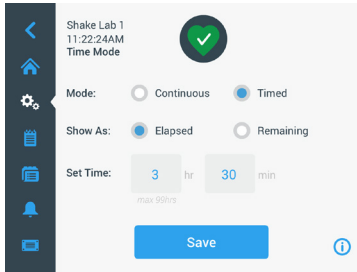 Shake Lab 1
11:22:24AM
Time Mode
Mode: Continuous Timed
Show As: Elapsed Remaining
Set Time: 3 hr 30 min
max 99hrs
Save